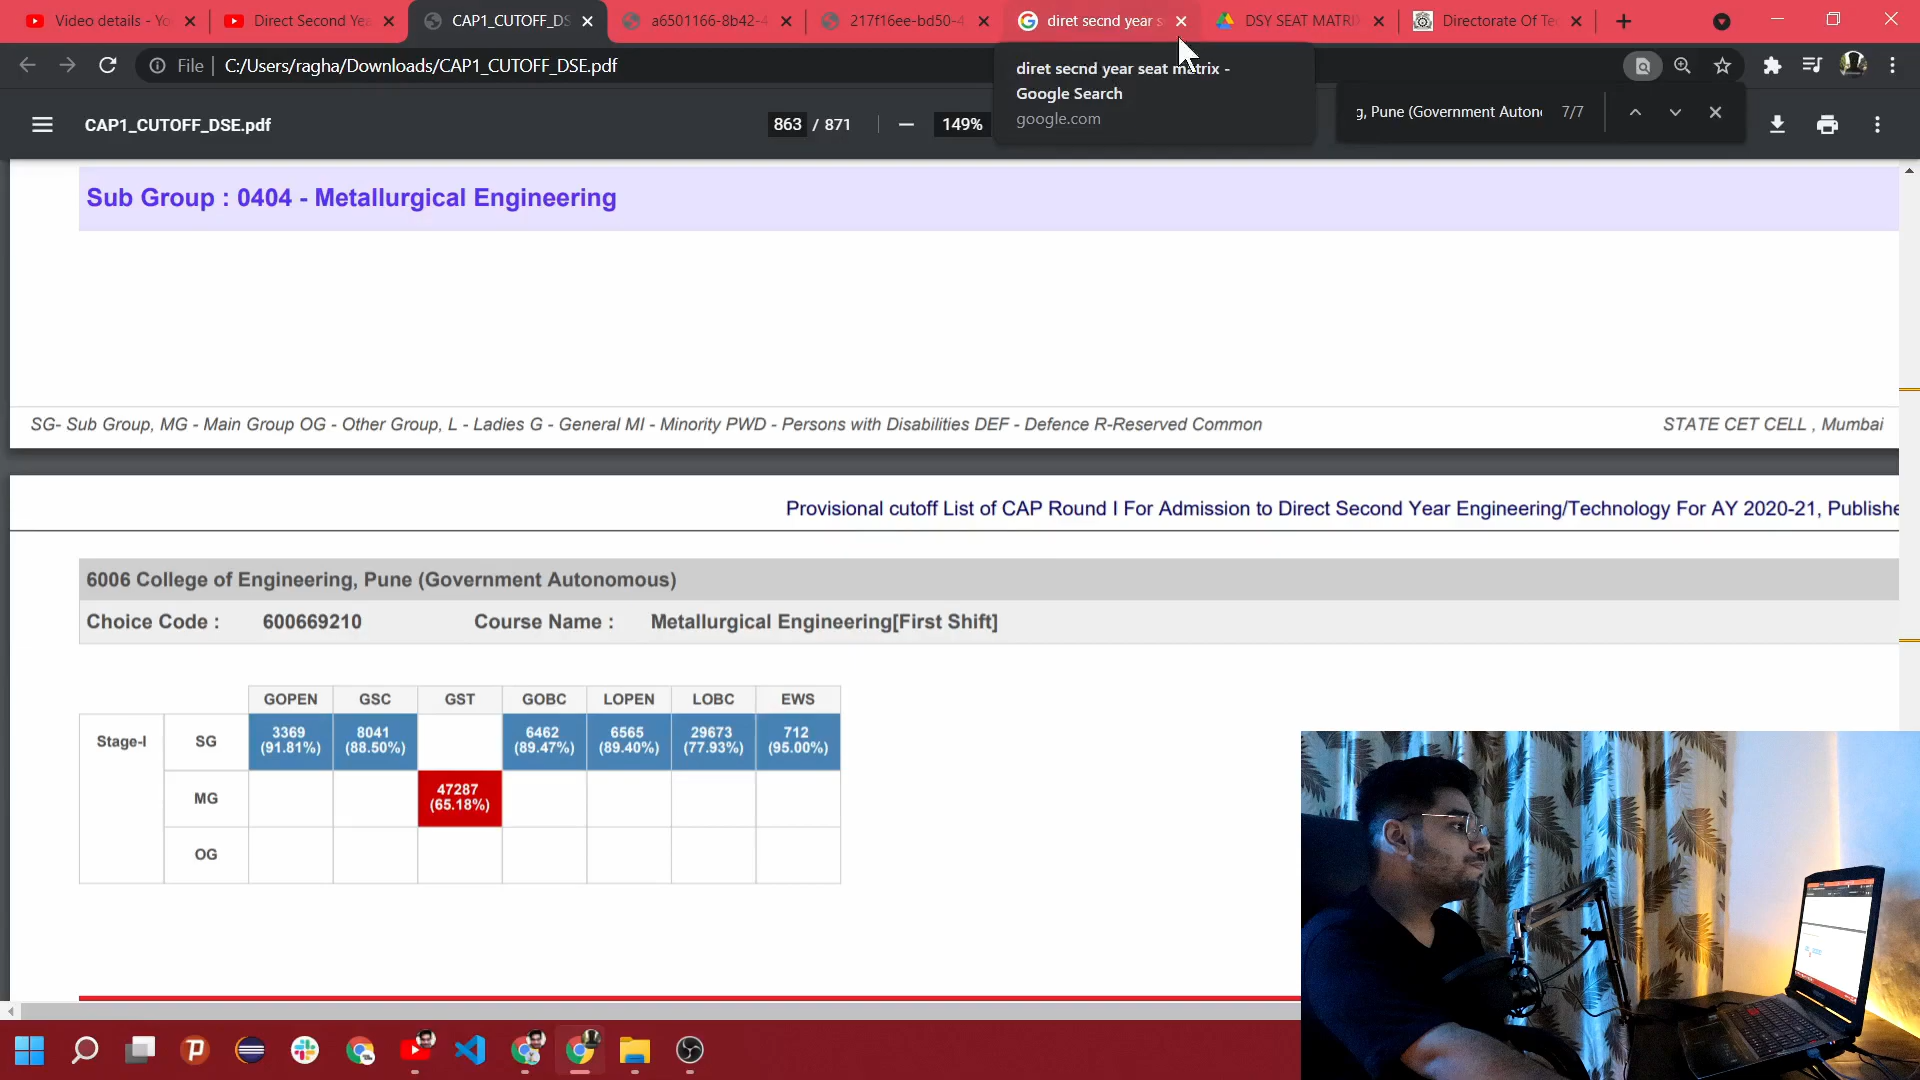 Video details - Yo
Direct Second Yea
CAP1_CUTOFF_DS
a6501166-8b42-4
217f16ee-bd50-4
diret secnd year s
DSY SEAT MATRI
Directorate Of Te
File
C:/Users/ragha/Downloads/CAP1_CUTOFF_DSE.pdf
diret secnd year seat matrix -
Google Search
google.com
CAP1_CUTOFF_DSE.pdf
863 / 871
149%
g, Pune (Government Auton
7/7
Sub Group : 0404 - Metallurgical Engineering
SG- Sub Group, MG - Main Group OG - Other Group, L - Ladies G - General MI - Minority PWD - Persons with Disabilities DEF - Defence R-Reserved Common
STATE CET CELL , Mumbai
Provisional cutoff List of CAP Round I For Admission to Direct Second Year Engineering/Technology For AY 2020-21, Publishe
6006 College of Engineering, Pune (Government Autonomous)
Choice Code : 600669210 Course Name : Metallurgical Engineering[First Shift]
GOPEN GSC GST GOBC LOPEN LOBC EWS
Stage-I SG 3369 8041 6462 6565 29673 712
(91.81%) (88.50%) (89.47%) (89.40%) (77.93%) (95.00%)
MG 47287
(65.18%)
OG